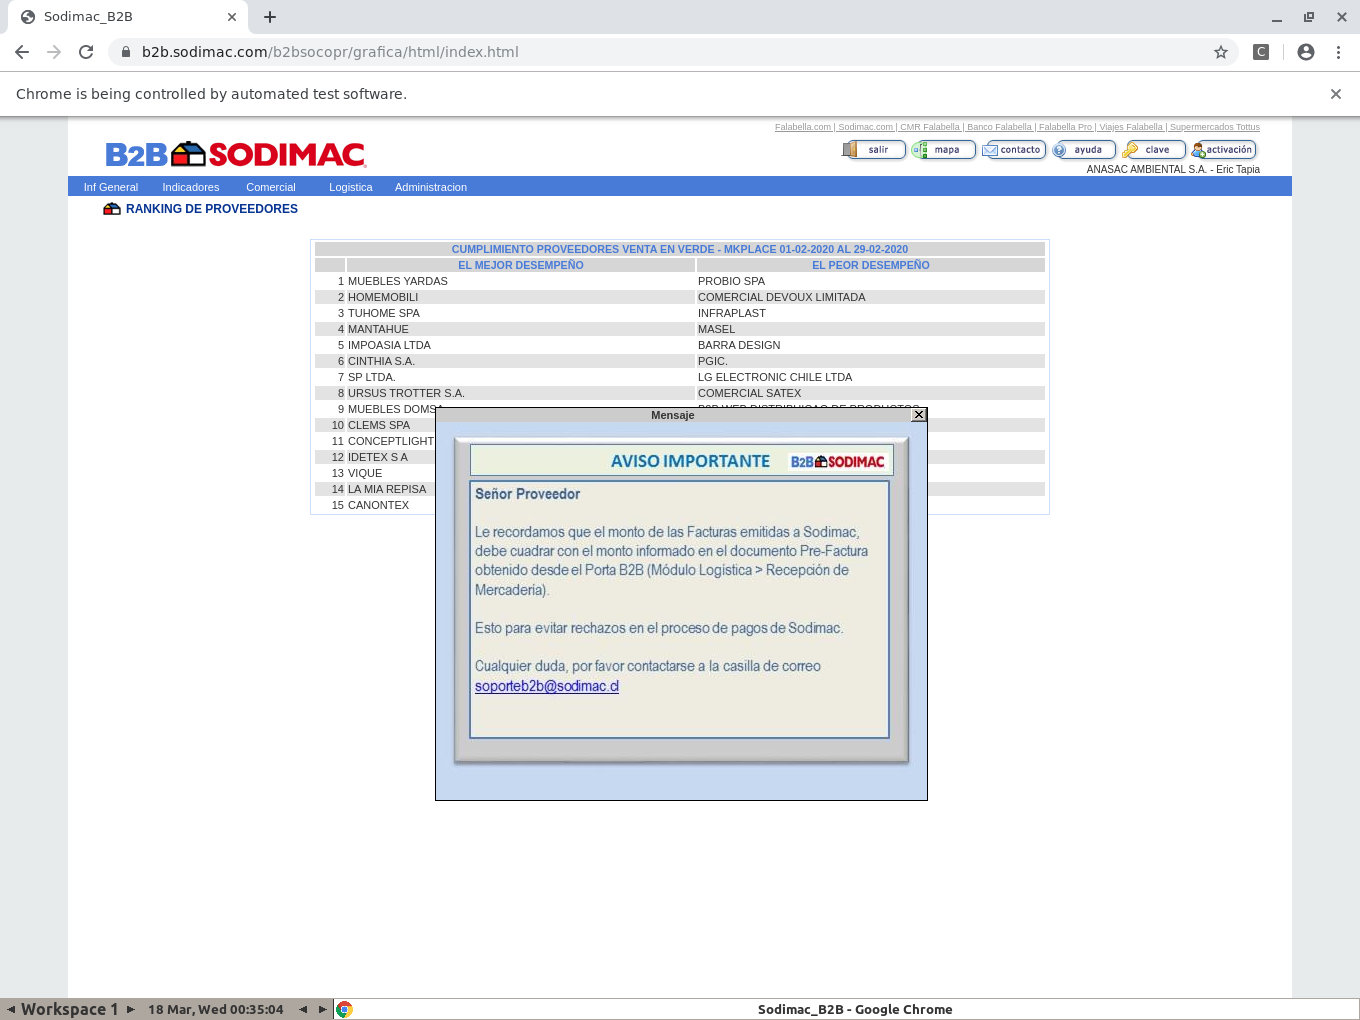 Sodimac_B2B
b2b.sodimac.com/b2bsocopr/grafica/html/index.html
C
Chrome is being controlled by automated test software.
Falabella.com | Sodimac.com | CMR Falabella | Banco Falabella | Falabella Pro | Viajes Falabella | Supermercados Tottus
B2B SODIMAC
salir mapa contacto ayuda clave activación
ANASAC AMBIENTAL S.A. - Eric Tapia
Inf General Indicadores Comercial Logistica Administracion
RANKING DE PROVEEDORES
CUMPLIMIENTO PROVEEDORES VENTA EN VERDE - MKPLACE 01-02-2020 AL 29-02-2020
EL MEJOR DESEMPEÑO EL PEOR DESEMPEÑO
1 MUEBLES YARDAS PROBIO SPA
2 HOMEMOBILI COMERCIAL DEVOUX LIMITADA
3 TUHOME SPA INFRAPLAST
4 MANTAHUE MASEL
5 IMPOASIA LTDA BARRA DESIGN
6 CINTHIA S.A. PGIC.
7 SP LTDA. LG ELECTRONIC CHILE LTDA
8 URSUS TROTTER S.A. COMERCIAL SATEX
9 MUEBLES
10 CLEMS SPA
11 CONCEPTLIGHT
12 IDETEX S A
13 VIQUE
14 LA MIA REPISA
15 CANONTEX
Mensaje
AVISO IMPORTANTE B2B SODIMAC
Señor Proveedor
Le recordamos que el monto de las Facturas emitidas a Sodimac,
debe cuadrar con el monto informado en el documento Pre-Factura
obtenido desde el Porta B2B (Módulo Logística > Recepción de
Mercadería).
Esto para evitar rechazos en el proceso de pagos de Sodimac.
Cualquier duda, por favor contactarse a la casilla de correo
soporteb2b@sodimac.cl
Workspace 1 18 Mar, Wed 00:35:04 Sodimac_B2B - Google Chrome